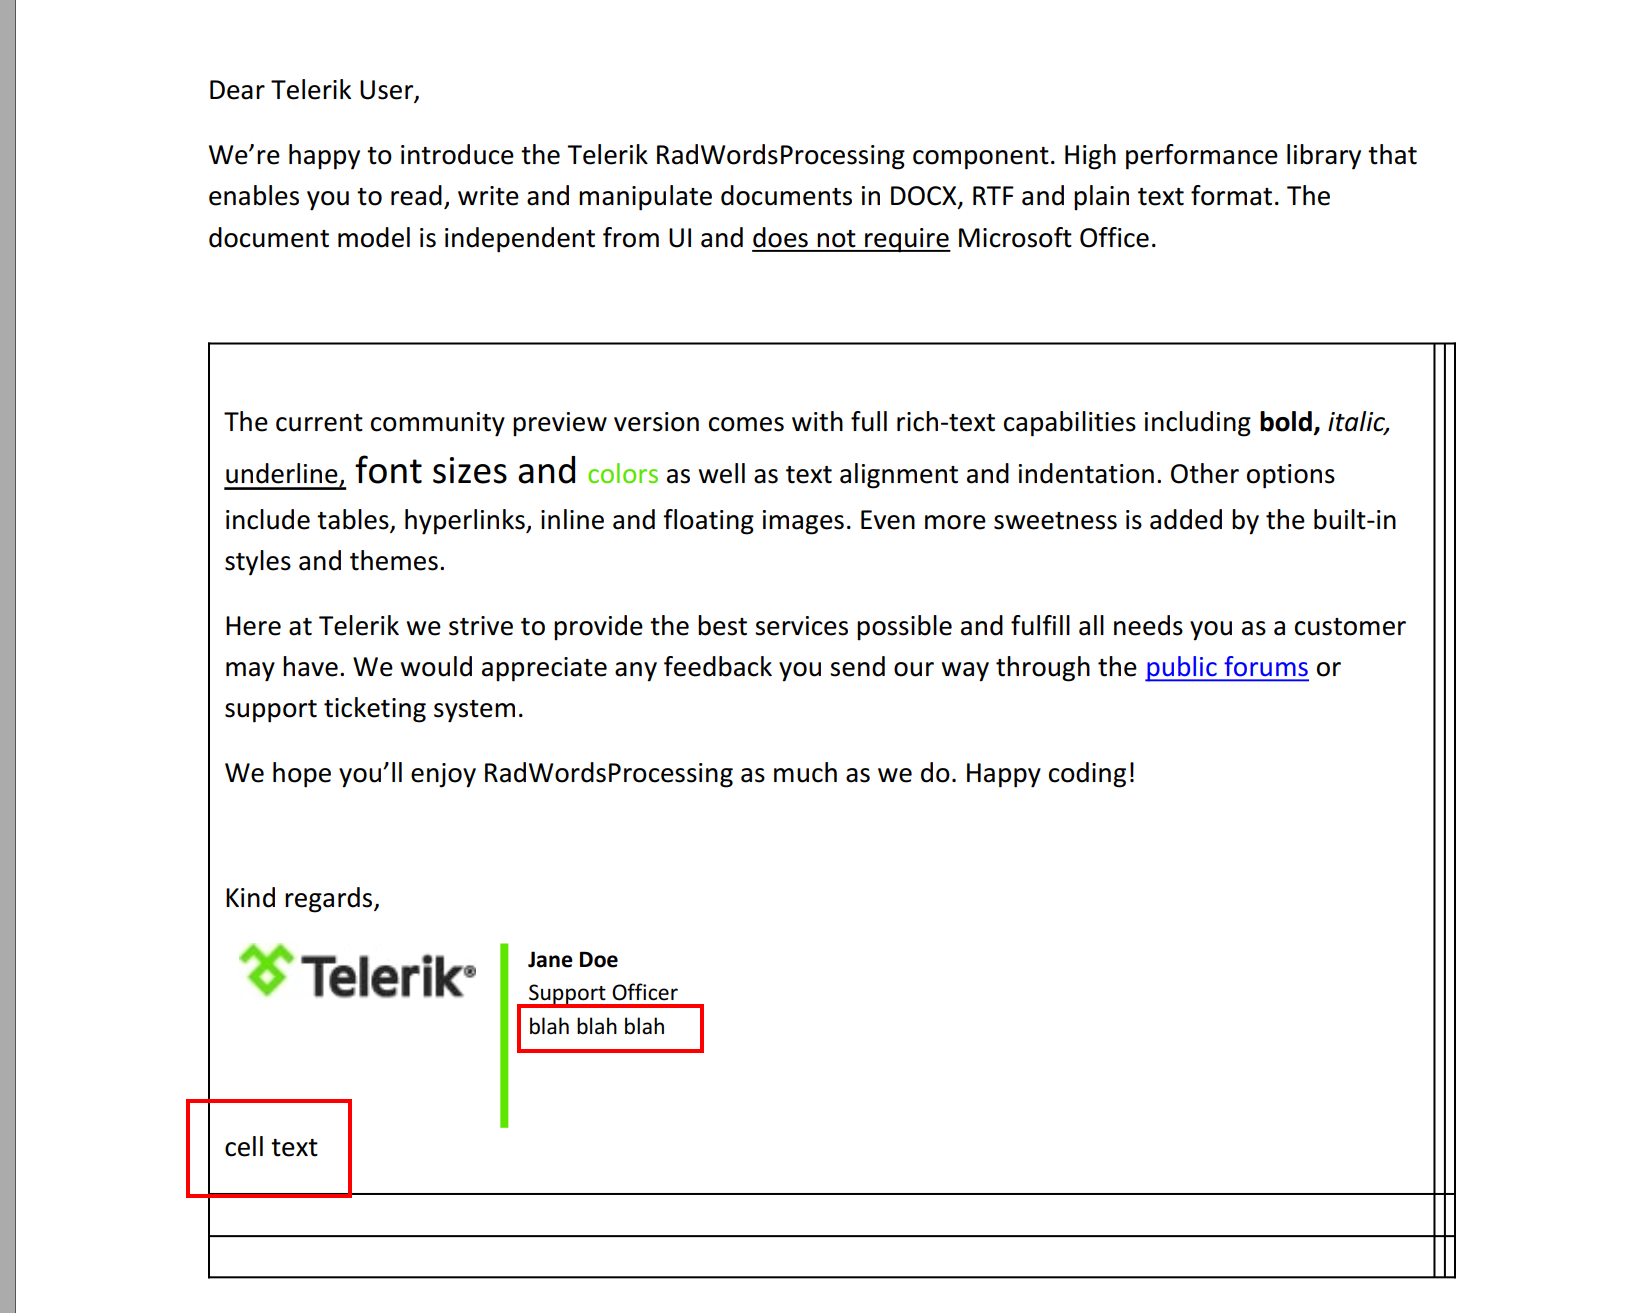 Dear Telerik User,
We’re happy to introduce the Telerik RadWordsProcessing component. High performance library that
enables you to read, write and manipulate documents in DOCX, RTF and plain text format. The
document model is independent from UI and does not require Microsoft Office.
The current community preview version comes with full rich-text capabilities including bold, italic,
underline, font sizes and colors as well as text alignment and indentation. Other options
include tables, hyperlinks, inline and floating images. Even more sweetness is added by the built-in
styles and themes.
Here at Telerik we strive to provide the best services possible and fulfill all needs you as a customer
may have. We would appreciate any feedback you send our way through the public forums or
support ticketing system.
We hope you’ll enjoy RadWordsProcessing as much as we do. Happy coding!
Kind regards,
Telerik®
Jane Doe
Support Officer
blah blah blah
cell text